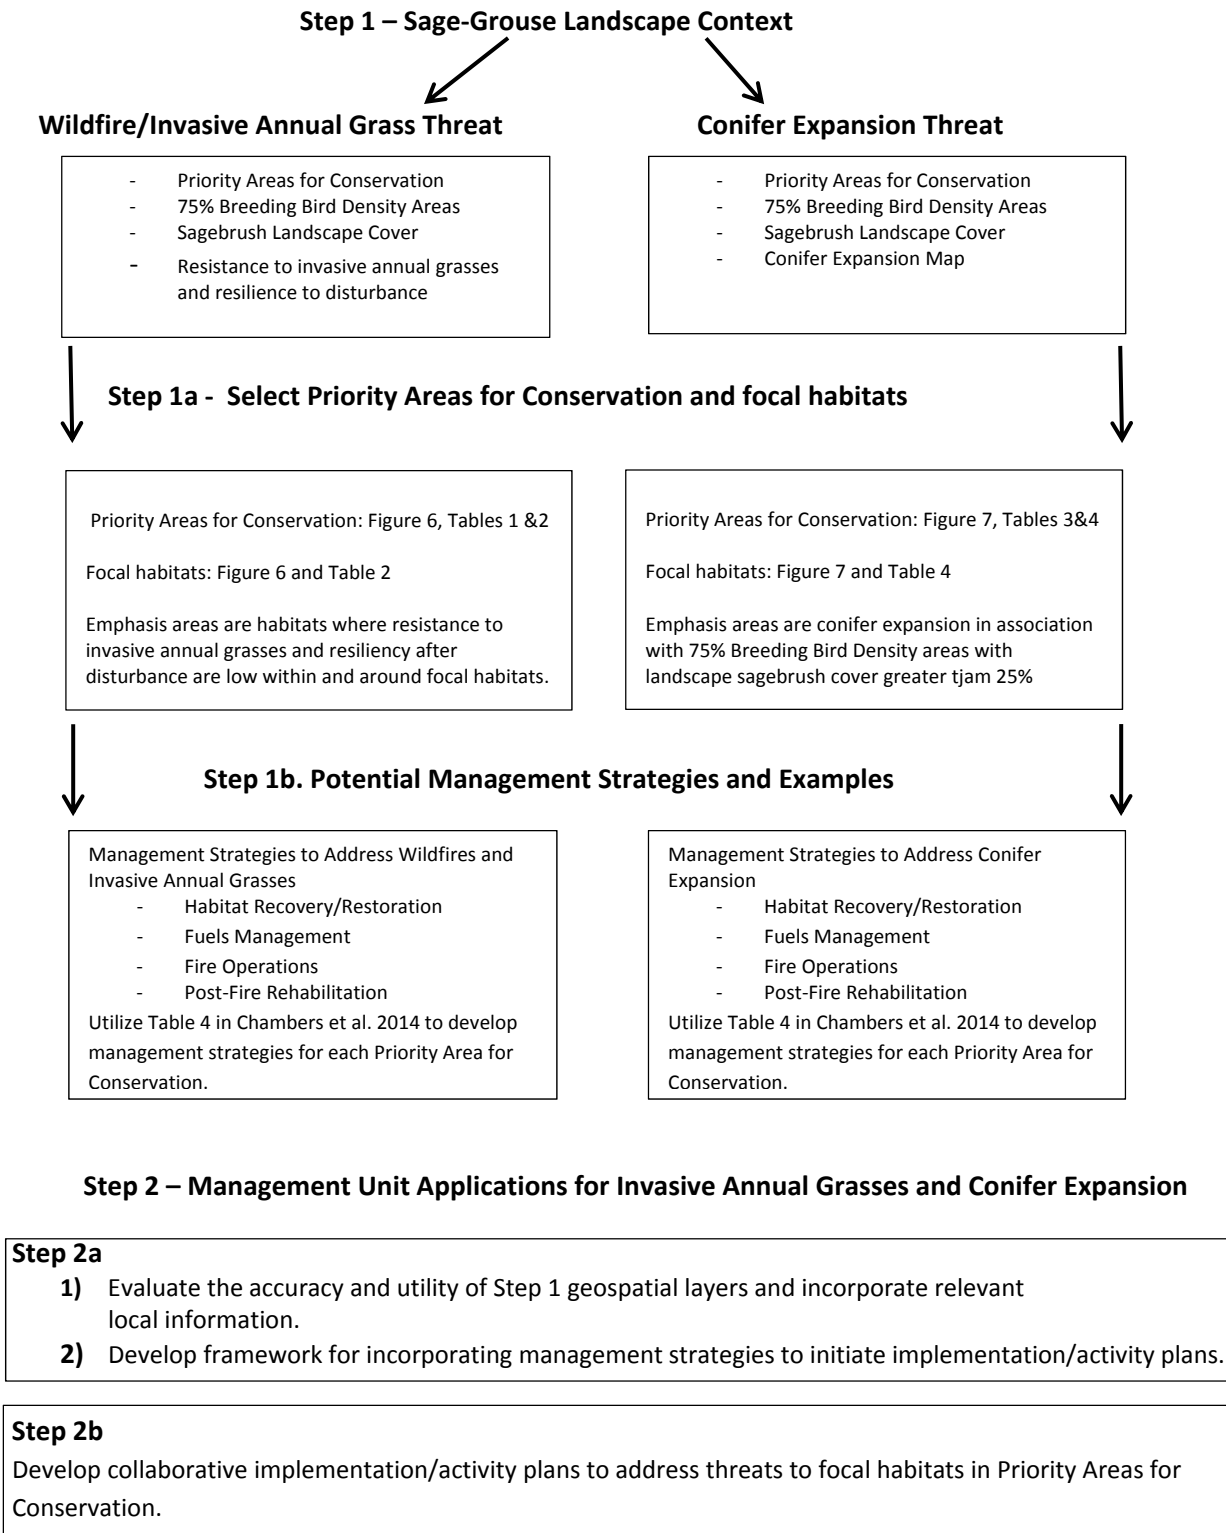 Step 1 – Sage-Grouse Landscape Context
Wildfire/Invasive Annual Grass Threat
- Priority Areas for Conservation
- 75% Breeding Bird Density Areas
- Sagebrush Landscape Cover
- Resistance to invasive annual grasses
and resilience to disturbance
Conifer Expansion Threat
- Priority Areas for Conservation
- 75% Breeding Bird Density Areas
- Sagebrush Landscape Cover
- Conifer Expansion Map
Step 1a - Select Priority Areas for Conservation and focal habitats
Priority Areas for Conservation: Figure 6, Tables 1 &2
Focal habitats: Figure 6 and Table 2
Emphasis areas are habitats where resistance to
invasive annual grasses and resiliency after
disturbance are low within and around focal habitats.
Priority Areas for Conservation: Figure 7, Tables 3&4
Focal habitats: Figure 7 and Table 4
Emphasis areas are conifer expansion in association
with 75% Breeding Bird Density areas with
landscape sagebrush cover greater tjam 25%
Step 1b. Potential Management Strategies and Examples
Management Strategies to Address Wildfires and
Invasive Annual Grasses
- Habitat Recovery/Restoration
- Fuels Management
- Fire Operations
- Post-Fire Rehabilitation
Utilize Table 4 in Chambers et al. 2014 to develop
management strategies for each Priority Area for
Conservation.
Management Strategies to Address Conifer
Expansion
- Habitat Recovery/Restoration
- Fuels Management
- Fire Operations
- Post-Fire Rehabilitation
Utilize Table 4 in Chambers et al. 2014 to develop
management strategies for each Priority Area for
Conservation.
Step 2 – Management Unit Applications for Invasive Annual Grasses and Conifer Expansion
Step 2a
1) Evaluate the accuracy and utility of Step 1 geospatial layers and incorporate relevant
local information.
2) Develop framework for incorporating management strategies to initiate implementation/activity plans.
Step 2b
Develop collaborative implementation/activity plans to address threats to focal habitats in Priority Areas for
Conservation.